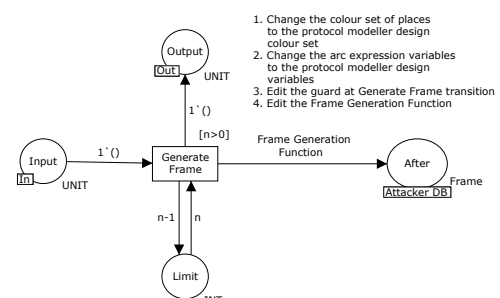 1. Change the colour set of places
to the protocol modeller design
colour set
2. Change the arc expression variables
to the protocol modeller design
variables
3. Edit the guard at Generate Frame transition
4. Edit the Frame Generation Function
Output
Out
UNIT
1`()
[n>0]
Input
In
UNIT
1`()
Generate
Frame
Frame Generation
Function
After
Frame
Attacker DB
n-1
n
Limit
INT